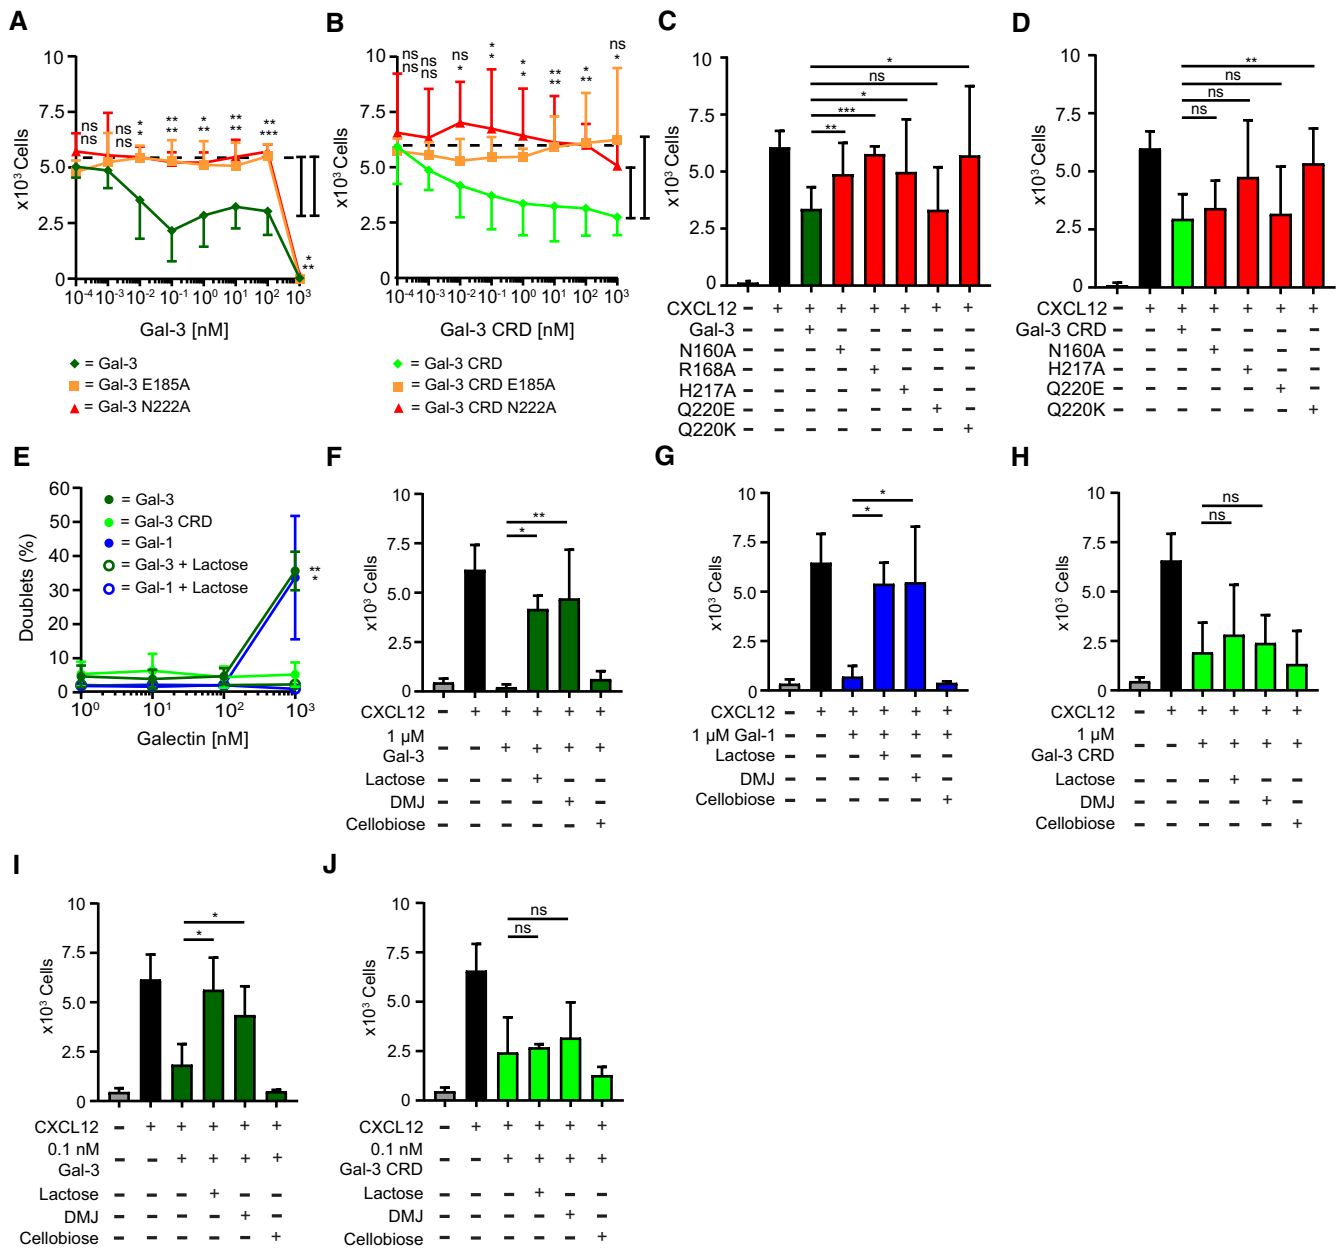 A
10
7.5
5.0
2.5
0
x10³ Cells
ns
ns
ns
ns
*
*
**
**
*
**
**
**
**
***
*
**
10⁻⁴ 10⁻³ 10⁻² 10⁻¹ 10⁰ 10¹ 10² 10³
Gal-3 [nM]
= Gal-3
= Gal-3 E185A
= Gal-3 N222A
B
10
7.5
5.0
2.5
0
x10³ Cells
ns
ns
ns
ns
ns
*
*
*
*
*
**
**
*
**
ns
*
10⁻⁴ 10⁻³ 10⁻² 10⁻¹ 10⁰ 10¹ 10² 10³
Gal-3 CRD [nM]
= Gal-3 CRD
= Gal-3 CRD E185A
= Gal-3 CRD N222A
C
10
7.5
5.0
2.5
0
x10³ Cells
*
ns
*
***
**
CXCL12 – + + + + + + +
Gal-3 – – + – – – – –
N160A – – – + – – – –
R168A – – – – + – – –
H217A – – – – – + – –
Q220E – – – – – – + –
Q220K – – – – – – – +
D
10
7.5
5.0
2.5
0
x10³ Cells
**
ns
ns
ns
CXCL12 – + + + + + +
Gal-3 CRD – – + – – – –
N160A – – – + – – –
H217A – – – – + – –
Q220E – – – – – + –
Q220K – – – – – – +
E
60
50
40
30
20
10
0
Doublets (%)
= Gal-3
= Gal-3 CRD
= Gal-1
= Gal-3 + Lactose
= Gal-1 + Lactose
**
*
10⁰ 10¹ 10² 10³
Galectin [nM]
F
10
7.5
5.0
2.5
0
x10³ Cells
**
*
CXCL12 – + + + + +
1 µM
Gal-3 – – + + + +
Lactose – – – + – –
DMJ – – – – + –
Cellobiose – – – – – +
G
10
7.5
5.0
2.5
0
x10³ Cells
*
*
CXCL12 – + + + + +
1 µM Gal-1 – – + + + +
Lactose – – – + – –
DMJ – – – – + –
Cellobiose – – – – – +
H
10
7.5
5.0
2.5
0
x10³ Cells
ns
ns
CXCL12 – + + + + +
1 µM
Gal-3 CRD – – + + + +
Lactose – – – + – –
DMJ – – – – + –
Cellobiose – – – – – +
I
10
7.5
5.0
2.5
0
x10³ Cells
*
*
CXCL12 – + + + + +
0.1 nM
Gal-3 – – + + + +
Lactose – – – + – –
DMJ – – – – + –
Cellobiose – – – – – +
J
10
7.5
5.0
2.5
0
x10³ Cells
ns
ns
CXCL12 – + + + + +
0.1 nM
Gal-3 CRD – – + + + +
Lactose – – – + – –
DMJ – – – – + –
Cellobiose – – – – – +